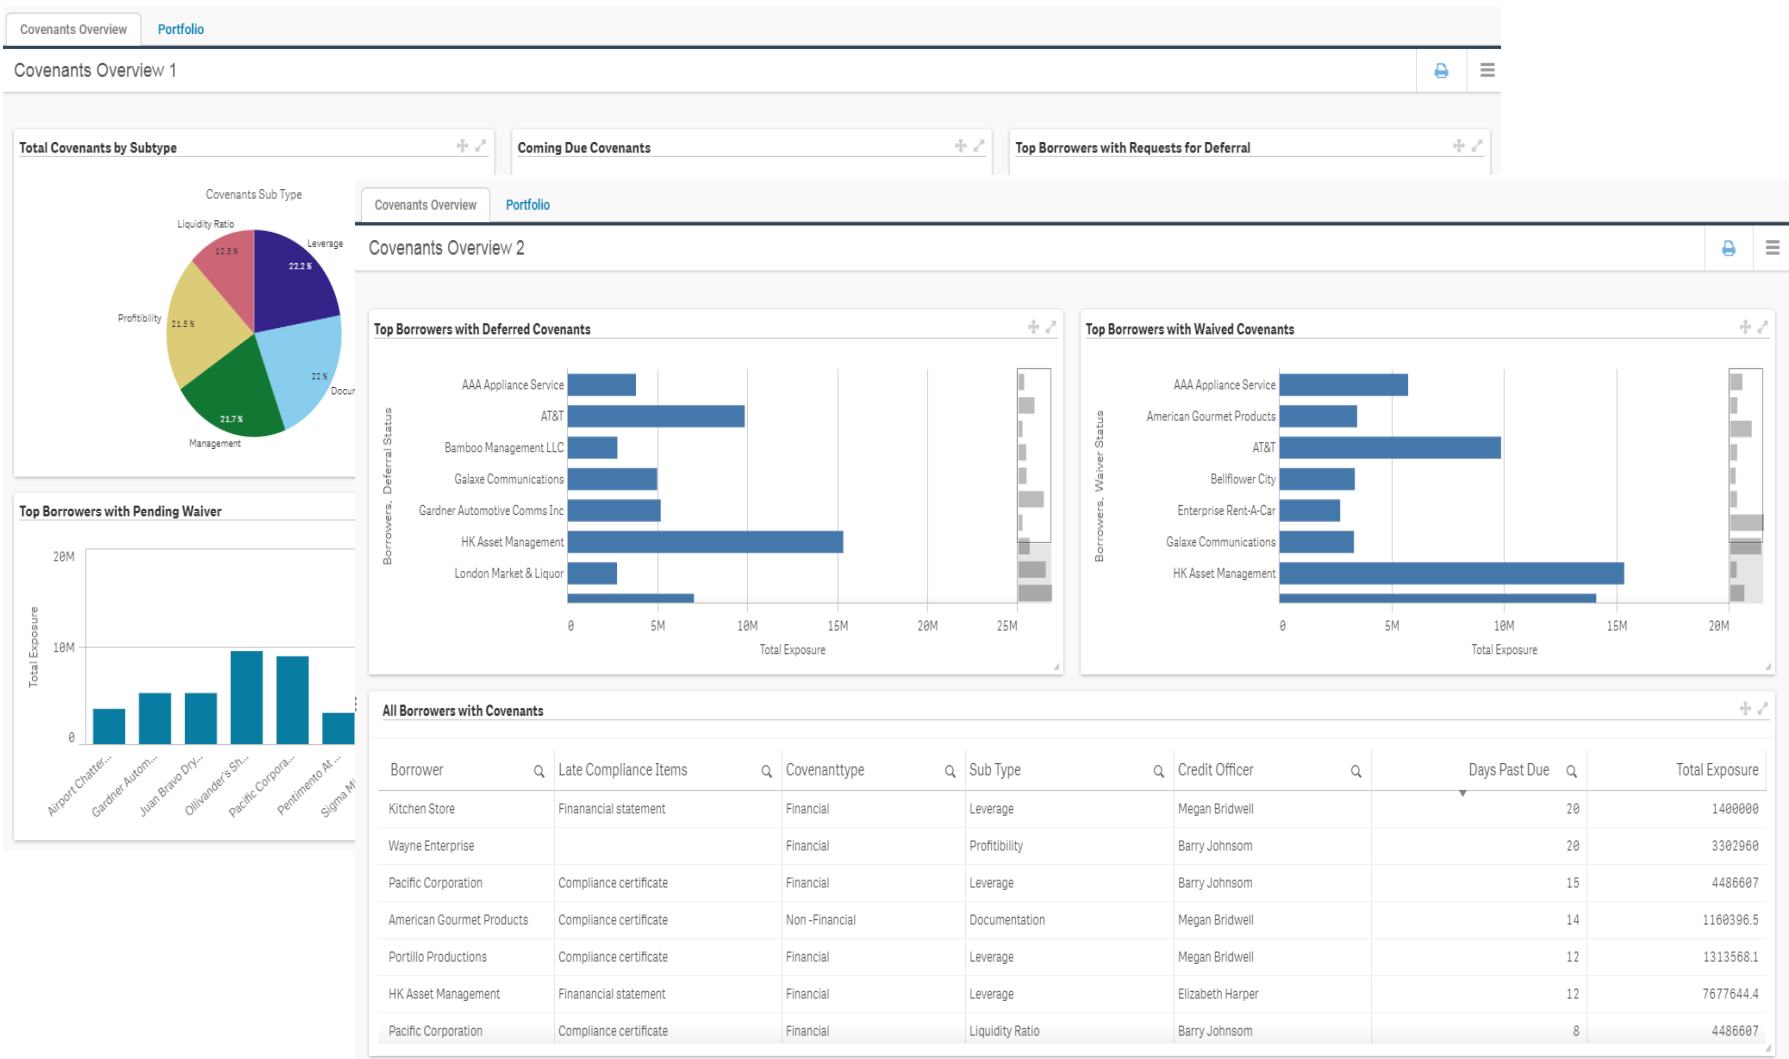 Covenants Overview
Portfolio
Covenants Overview 1
Total Covenants by Subtype
Coming Due Covenants
Top Borrowers with Requests for Deferral
Covenants Sub Type
Liquidity Ratio
12.5 %
Leverage
22.2 %
Profitibility
21.5 %
22 %
Docur
21.7 %
Management
Top Borrowers with Pending Waiver
Total Exposure
20M
10M
0
Airport Chatter...
Gardner Autom...
Juan Bravo Dry...
Ollivander's Sh...
Pacific Corpora...
Pentimento At ...
Sigma Mi
Covenants Overview
Portfolio
Covenants Overview 2
Top Borrowers with Deferred Covenants
Borrowers, Deferral Status
AAA Appliance Service
AT&T
Bamboo Management LLC
Galaxe Communications
Gardner Automotive Comms Inc
HK Asset Management
London Market & Liquor
0 5M 10M 15M 20M 25M
Total Exposure
Top Borrowers with Waived Covenants
Borrowers, Waiver Status
AAA Appliance Service
American Gourmet Products
AT&T
Bellflower City
Enterprise Rent-A-Car
Galaxe Communications
HK Asset Management
0 5M 10M 15M 20M
Total Exposure
All Borrowers with Covenants
Borrower Late Compliance Items Covenanttype Sub Type Credit Officer Days Past Due Total Exposure
Kitchen Store Finanancial statement Financial Leverage Megan Bridwell 20 1400000
Wayne Enterprise Financial Profitibility Barry Johnsom 20 3302960
Pacific Corporation Compliance certificate Financial Leverage Barry Johnsom 15 4486607
American Gourmet Products Compliance certificate Non -Financial Documentation Megan Bridwell 14 1160396.5
Portillo Productions Compliance certificate Financial Leverage Megan Bridwell 12 1313568.1
HK Asset Management Finanancial statement Financial Leverage Elizabeth Harper 12 7677644.4
Pacific Corporation Compliance certificate Financial Liquidity Ratio Barry Johnsom 8 4486607